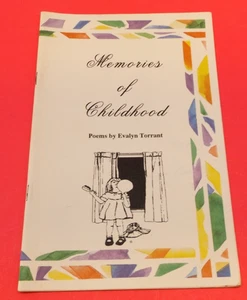 Memories
of
Childhood
Poems by Evalyn Torrant